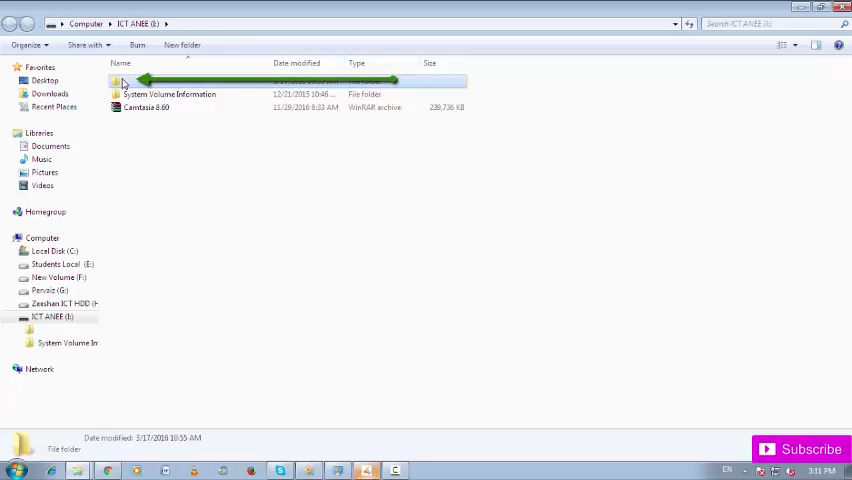 Computer ▸ ICT ANEE (I:) ▸
Search ICT ANEE (I:)
Organize ▾ Share with ▾ Burn New folder
Name Date modified Type Size
System Volume Information 12/21/2015 10:46 ... File folder
Camtasia 8.60 11/29/2016 8:33 AM WinRAR archive 239,736 KB
Favorites
Desktop
Downloads
Recent Places
Libraries
Documents
Music
Pictures
Videos
Homegroup
Computer
Local Disk (C:)
Students Local (E:)
New Volume (F:)
Pervaiz (G:)
Zeeshan ICT HDD (H
ICT ANEE (I:)
System Volume In
Network
Date modified: 3/17/2016 10:55 AM
File folder
Subscribe
EN 3:11 PM